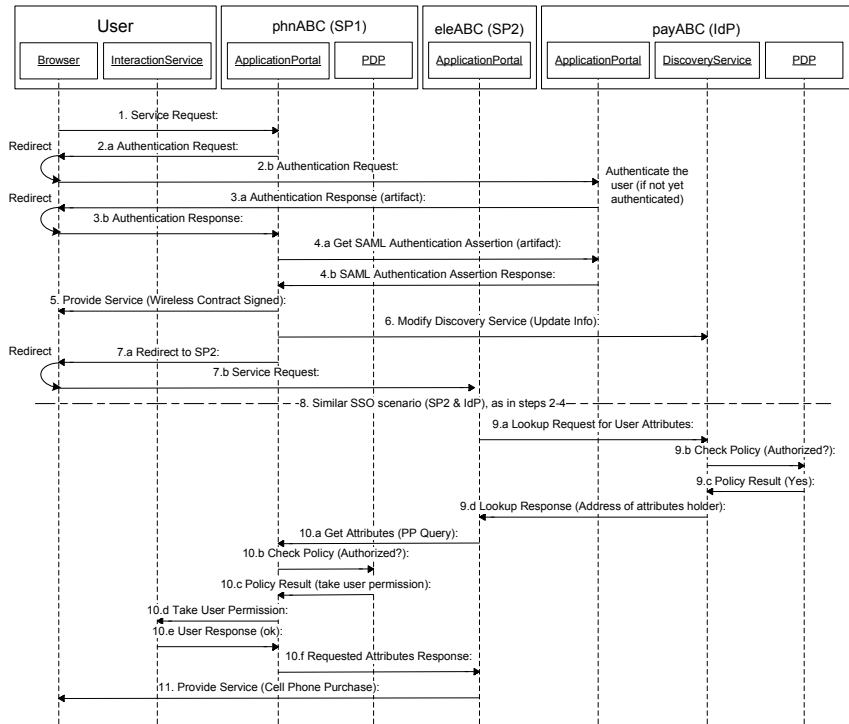 User
phnABC (SP1)
eleABC (SP2)
payABC (IdP)
Browser
InteractionService
ApplicationPortal
PDP
ApplicationPortal
ApplicationPortal
DiscoveryService
PDP
1. Service Request:
Redirect
2.a Authentication Request:
2.b Authentication Request:
Authenticate the
user (if not yet
authenticated)
Redirect
3.a Authentication Response (artifact):
3.b Authentication Response:
4.a Get SAML Authentication Assertion (artifact):
4.b SAML Authentication Assertion Response:
5. Provide Service (Wireless Contract Signed):
6. Modify Discovery Service (Update Info):
Redirect
7.a Redirect to SP2:
7.b Service Request:
8. Similar SSO scenario (SP2 & IdP), as in steps 2-4
9.a Lookup Request for User Attributes:
9.b Check Policy (Authorized?):
9.c Policy Result (Yes):
9.d Lookup Response (Address of attributes holder):
10.a Get Attributes (PP Query):
10.b Check Policy (Authorized?):
10.c Policy Result (take user permission):
10.d Take User Permission:
10.e User Response (ok):
10.f Requested Attributes Response:
11. Provide Service (Cell Phone Purchase):